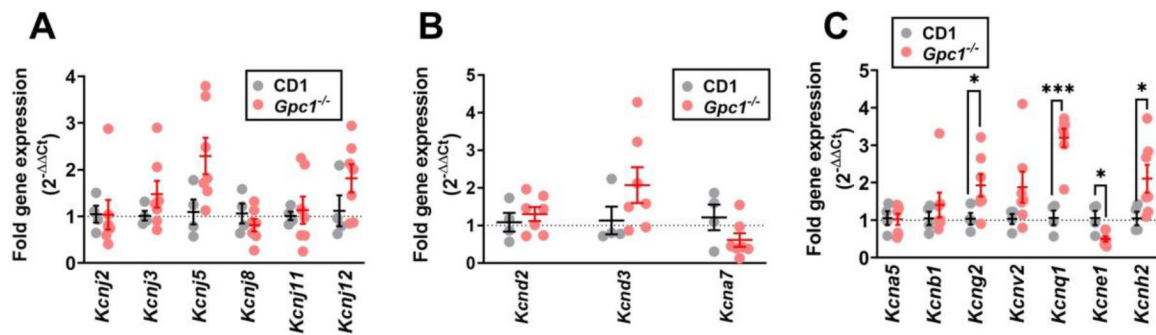 A
Fold gene expression
(2^-ΔΔCt)
4
3
2
1
0
CD1
Gpc1^-/-
Kcnj2
Kcnj3
Kcnj5
Kcnj8
Kcnj11
Kcnj12
B
Fold gene expression
(2^-ΔΔCt)
5
4
3
2
1
0
CD1
Gpc1^-/-
Kcnd2
Kcnd3
Kcna7
C
CD1
Gpc1^-/-
Fold gene expression
(2^-ΔΔCt)
5
4
3
2
1
0
*
***
*
*
Kcna5
Kcnb1
Kcng2
Kcnv2
Kcnq1
Kcne1
Kcnh2